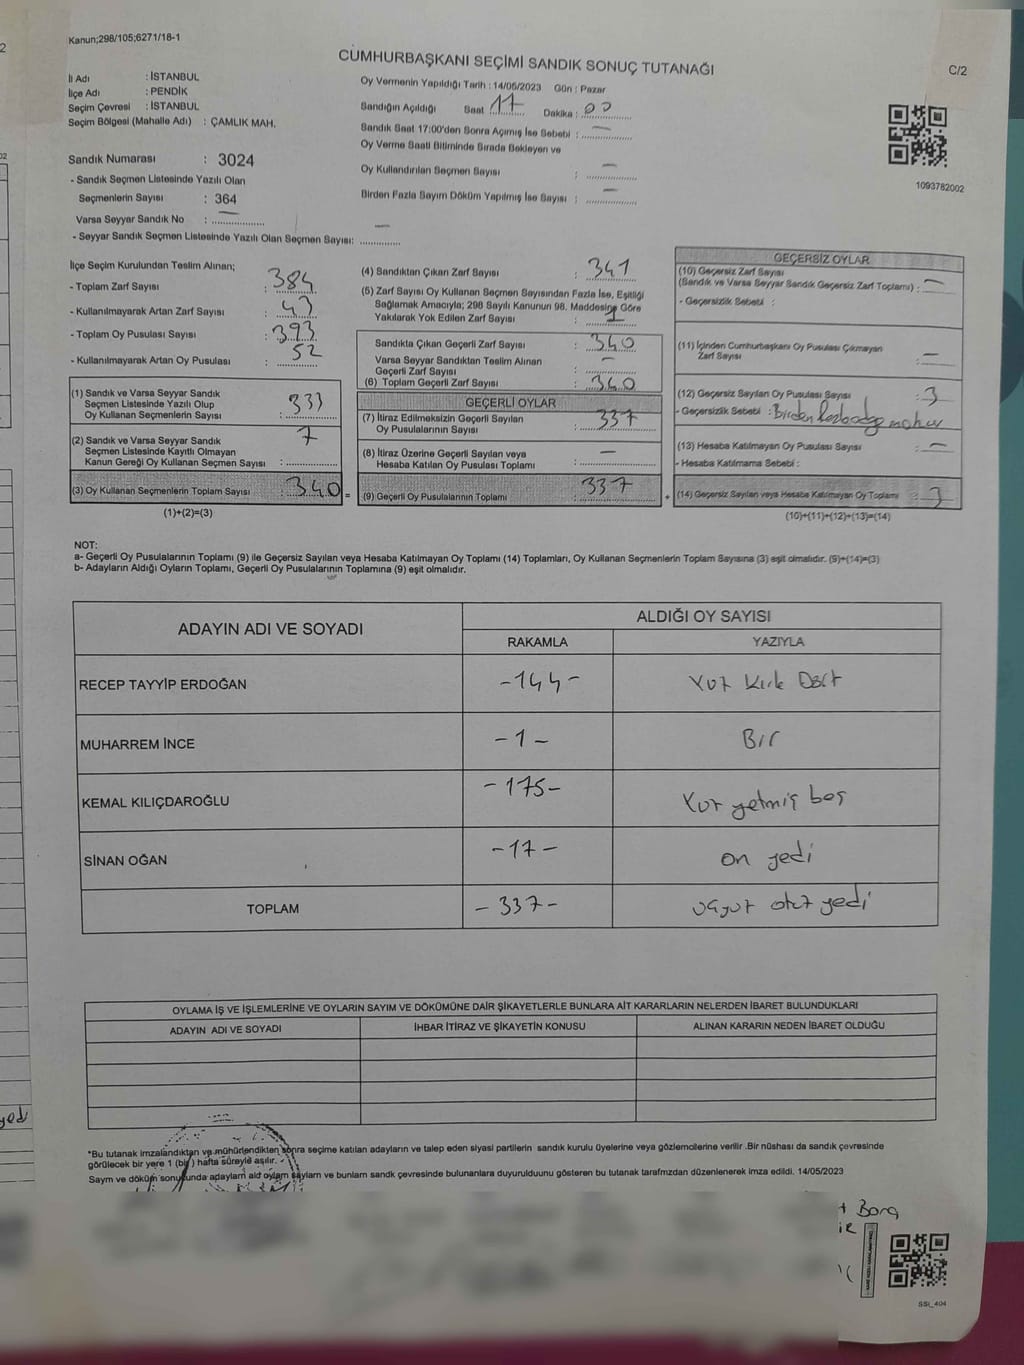 Kanun;298/105;6271/18-1
CUMHURBAŞKANI SEÇİMİ SANDIK SONUÇ TUTANAĞI
C/2
İl Adı : İSTANBUL
İlçe Adı : PENDİK
Seçim Çevresi : İSTANBUL
Seçim Bölgesi (Mahalle Adı) : ÇAMLIK MAH.
Oy Vermenin Yapıldığı Tarih : 14/05/2023 Gün : Pazar
Sandığın Açıldığı Saat 17 Dakika :
Sandık Saat 17:00'den Sonra Açımış İse Sebebi : —
Oy Verme Saati Bitiminde Sırada Bekleyen ve
Oy Kullandırılan Seçmen Sayısı : —
Birden Fazla Sayım Döküm Yapılmış İse Sayısı : —
1093782002
Sandık Numarası : 3024
- Sandık Seçmen Listesinde Yazılı Olan
Seçmenlerin Sayısı : 364
Varsa Seyyar Sandık No : —
- Seyyar Sandık Seçmen Listesinde Yazılı Olan Seçmen Sayısı: —
İlçe Seçim Kurulundan Teslim Alınan;
- Toplam Zarf Sayısı : 384
- Kullanılmayarak Artan Zarf Sayısı : 43
- Toplam Oy Pusulası Sayısı : 393
- Kullanılmayarak Artan Oy Pusulası : 52
(1) Sandık ve Varsa Seyyar Sandık
Seçmen Listesinde Yazılı Olup
Oy Kullanan Seçmenlerin Sayısı : 333
(2) Sandık ve Varsa Seyyar Sandık
Seçmen Listesinde Kayıtlı Olmayan
Kanun Gereği Oy Kullanan Seçmen Sayısı : 7
(3) Oy Kullanan Seçmenlerin Toplam Sayısı : 340 =
(1)+(2)=(3)
(4) Sandıktan Çıkan Zarf Sayısı : 341
(5) Zarf Sayısı Oy Kullanan Seçmen Sayısından Fazla İse, Eşitliği
Sağlamak Amacıyla; 298 Sayılı Kanunun 98. Maddesine Göre
Yakılarak Yok Edilen Zarf Sayısı : 1
Sandıkta Çıkan Geçerli Zarf Sayısı : 340
Varsa Seyyar Sandıktan Teslim Alınan
Geçerli Zarf Sayısı : —
(6) Toplam Geçerli Zarf Sayısı : 340
GEÇERLİ OYLAR
(7) İtiraz Edilmeksizin Geçerli Sayılan
Oy Pusulalarının Sayısı : 337
(8) İtiraz Üzerine Geçerli Sayılan veya
Hesaba Katılan Oy Pusulası Toplamı : —
(9) Geçerli Oy Pusulalarının Toplamı : 337 +
GEÇERSİZ OYLAR
(10) Geçersiz Zarf Sayısı
(Sandık ve Varsa Seyyar Sandık Geçersiz Zarf Toplamı) : —
- Geçersizlik Sebebi :
(11) İçinden Cumhurbaşkanı Oy Pusulası Çıkmayan
Zarf Sayısı : —
(12) Geçersiz Sayılan Oy Pusulası Sayısı : 3
- Geçersizlik Sebebi : Birden
(13) Hesaba Katılmayan Oy Pusulası Sayısı : —
- Hesaba Katılmama Sebebi :
(14) Geçersiz Sayılan veya Hesaba Katılmayan Oy Toplamı : 3
(10)+(11)+(12)+(13)=(14)
NOT:
a- Geçerli Oy Pusulalarının Toplamı (9) ile Geçersiz Sayılan veya Hesaba Katılmayan Oy Toplamı (14) Toplamları, Oy Kullanan Seçmenlerin Toplam Sayısına (3) eşit olmalıdır. (9)+(14)=(3)
b- Adayların Aldığı Oyların Toplamı, Geçerli Oy Pusulalarının Toplamına (9) eşit olmalıdır.
ADAYIN ADI VE SOYADI
ALDIĞI OY SAYISI
RAKAMLA YAZIYLA
RECEP TAYYİP ERDOĞAN -144- Yüz Kırk Dört
MUHARREM İNCE -1- Bir
KEMAL KILIÇDAROĞLU -175- Yüz yetmiş beş
SİNAN OĞAN -17- on yedi
TOPLAM -337- üçyüz otuz yedi
OYLAMA İŞ VE İŞLEMLERİNE VE OYLARIN SAYIM VE DÖKÜMÜNE DAİR ŞİKAYETLERLE BUNLARA AİT KARARLARIN NELERDEN İBARET BULUNDUKLARI
ADAYIN ADI VE SOYADI İHBAR İTİRAZ VE ŞİKAYETİN KONUSU ALINAN KARARIN NEDEN İBARET OLDUĞU
*Bu tutanak imzalandıktan ve mühürlendikten sonra seçime katılan adayların ve talep eden siyasi partilerin sandık kurulu üyelerine veya gözlemcilerine verilir .Bir nüshası da sandık çevresinde
görülecek bir yere 1 (bir) hafta süreyle aşılır.
Saym ve döküm sonuunda adaylarn ald oylarn saylarn ve bunlarn sandk çevresinde bulunanlara duyurulduunu gösteren bu tutanak tarafmzdan düzenlenerek imza edildi. 14/05/2023
SSI_404